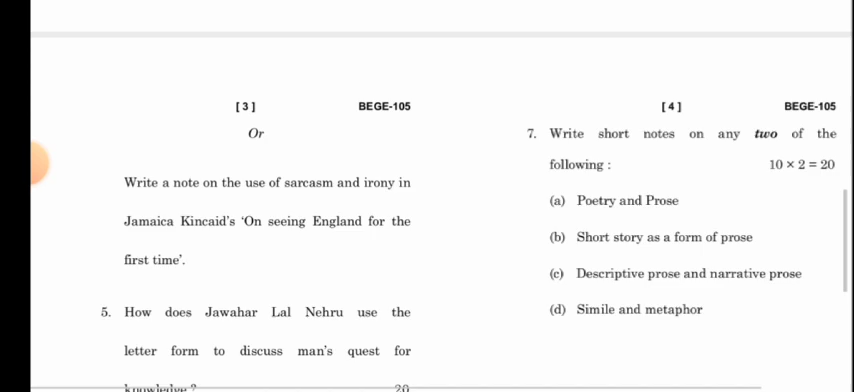 [ 3 ] BEGE-105
Or
Write a note on the use of sarcasm and irony in
Jamaica Kincaid's 'On seeing England for the
first time'.
5. How does Jawahar Lal Nehru use the
letter form to discuss man's quest for
knowledge ? 20
[ 4 ] BEGE-105
7. Write short notes on any two of the
following : 10 × 2 = 20
(a) Poetry and Prose
(b) Short story as a form of prose
(c) Descriptive prose and narrative prose
(d) Simile and metaphor